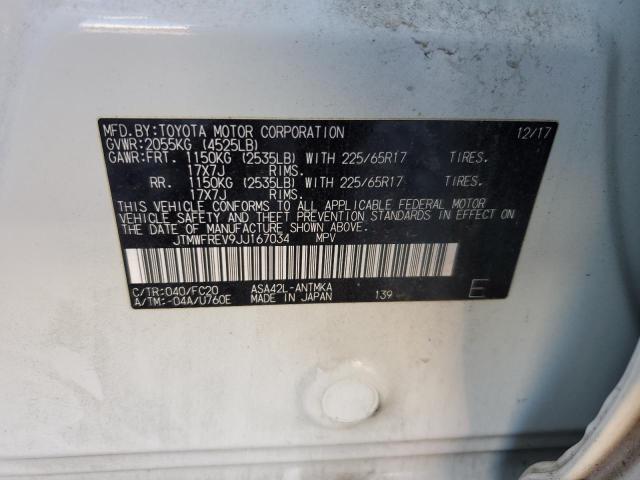 MFD.BY:TOYOTA MOTOR CORPORATION 12/17
GVWR:2055KG (4525LB)
GAWR:FRT. 1150KG (2535LB) WITH 225/65R17 TIRES.
17X7J RIMS.
RR. 1150KG (2535LB) WITH 225/65R17 TIRES.
17X7J RIMS.
THIS VEHICLE CONFORMS TO ALL APPLICABLE FEDERAL MOTOR
VEHICLE SAFETY AND THEFT PREVENTION STANDARDS IN EFFECT ON
THE DATE OF MANUFACTURE SHOWN ABOVE.
JTMWFREV9JJ167034 MPV
C/TR:040/FC20 ASA42L-ANTMKA
A/TM:-04A/U760E MADE IN JAPAN 139 E